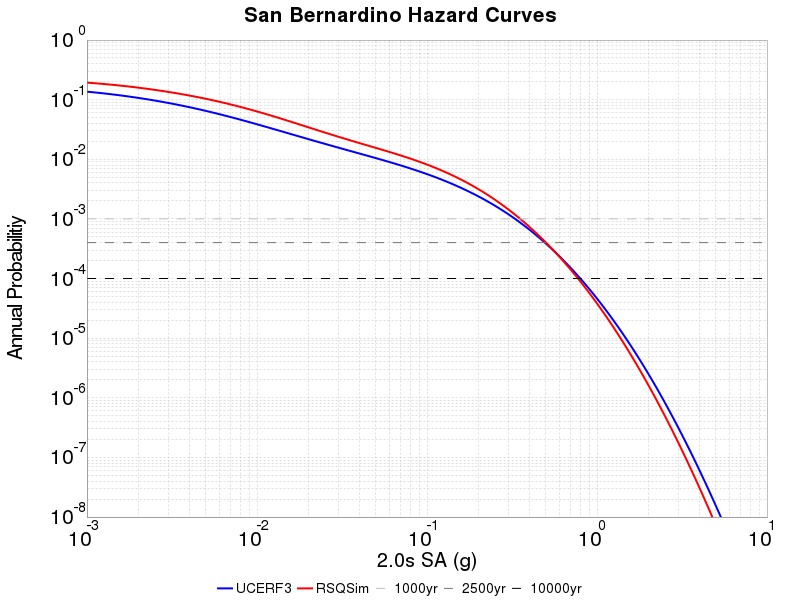 San Bernardino Hazard Curves
10^0
10^-1
10^-2
10^-3
10^-4
10^-5
10^-6
10^-7
10^-8
Annual Probability
10^-3 10^-2 10^-1 10^0 10^1
2.0s SA (g)
UCERF3 RSQSim 1000yr 2500yr 10000yr